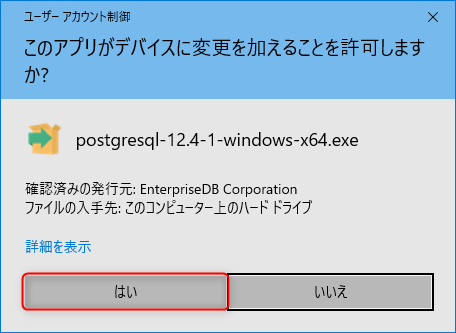 ユーザー アカウント制御
このアプリがデバイスに変更を加えることを許可します
か?
postgresql-12.4-1-windows-x64.exe
確認済みの発行元: EnterpriseDB Corporation
ファイルの入手先: このコンピューター上のハード ドライブ
詳細を表示
はい
いいえ